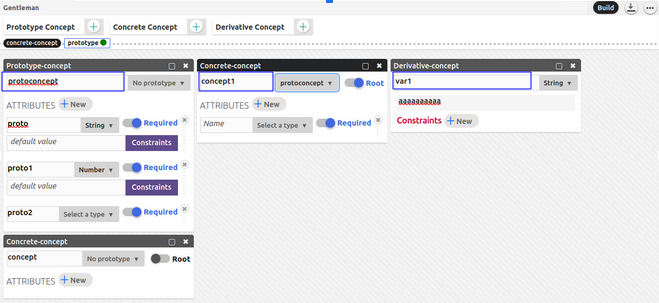 Gentleman
Build
Prototype Concept
Concrete Concept
Derivative Concept
concrete-concept prototype
Prototype-concept
protoconcept No prototype
ATTRIBUTES + New
proto String Required
default value Constraints
proto1 Number Required
default value Constraints
proto2 Select a type Required
Concrete-concept
concept No prototype Root
ATTRIBUTES + New
Concrete-concept
concept1 protoconcept Root
ATTRIBUTES + New
Name Select a type Required
Derivative-concept
var1 String
aaaaaaaaaa
Constraints + New